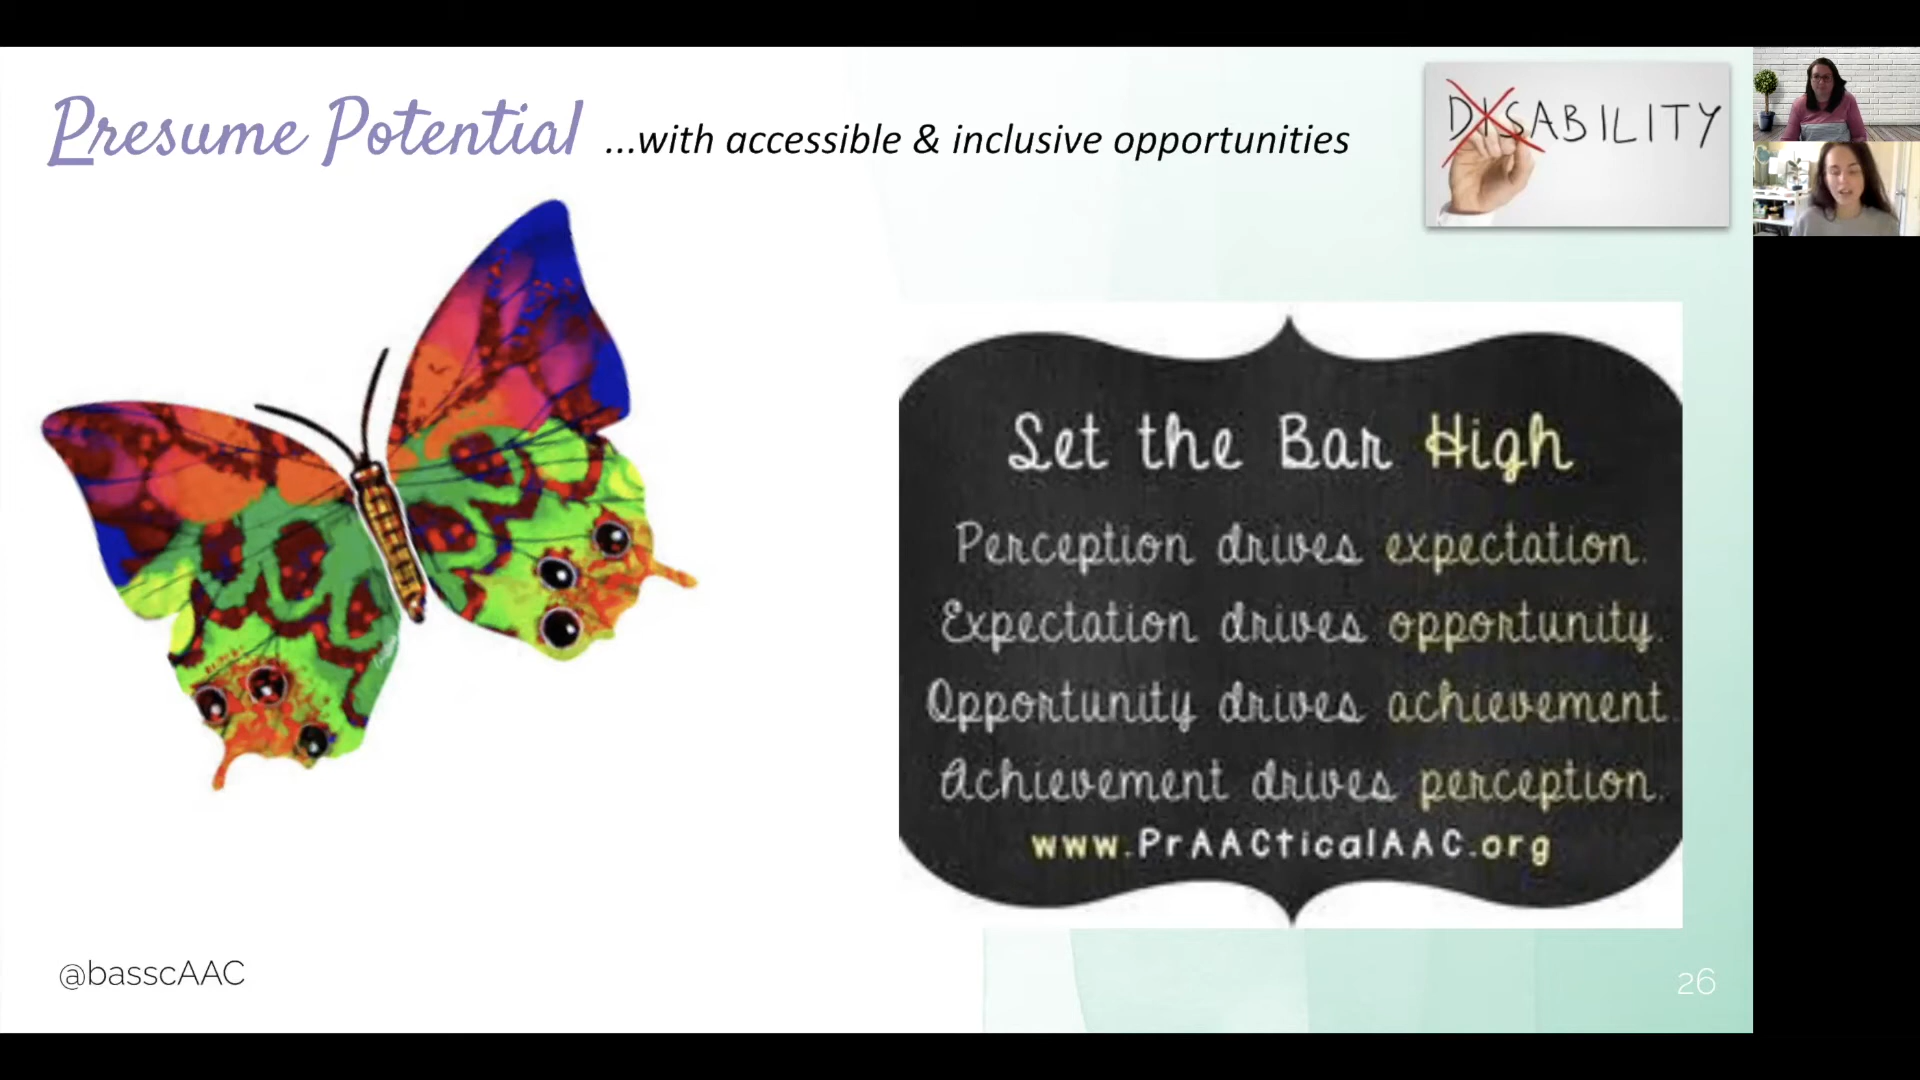 Presume Potential ...with accessible & inclusive opportunities
DISABILITY
Set the Bar High
Perception drives expectation.
Expectation drives opportunity.
Opportunity drives achievement.
Achievement drives perception.
www.PrAACticalAAC.org
@basscAAC
26